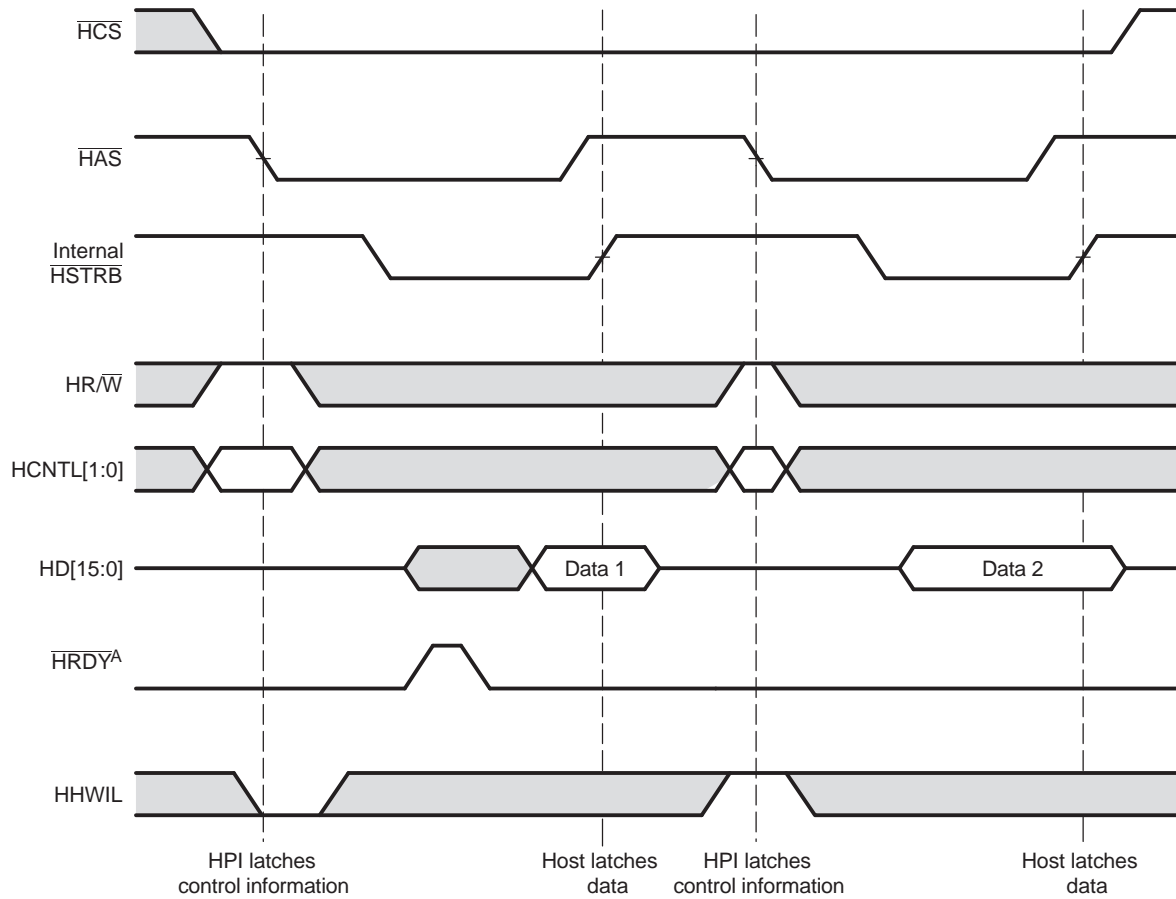 HCS
HAS
Internal
HSTRB
HR/W
HCNTL[1:0]
HD[15:0]
Data 1
Data 2
HRDYA
HHWIL
HPI latches
control information
Host latches
data
HPI latches
control information
Host latches
data